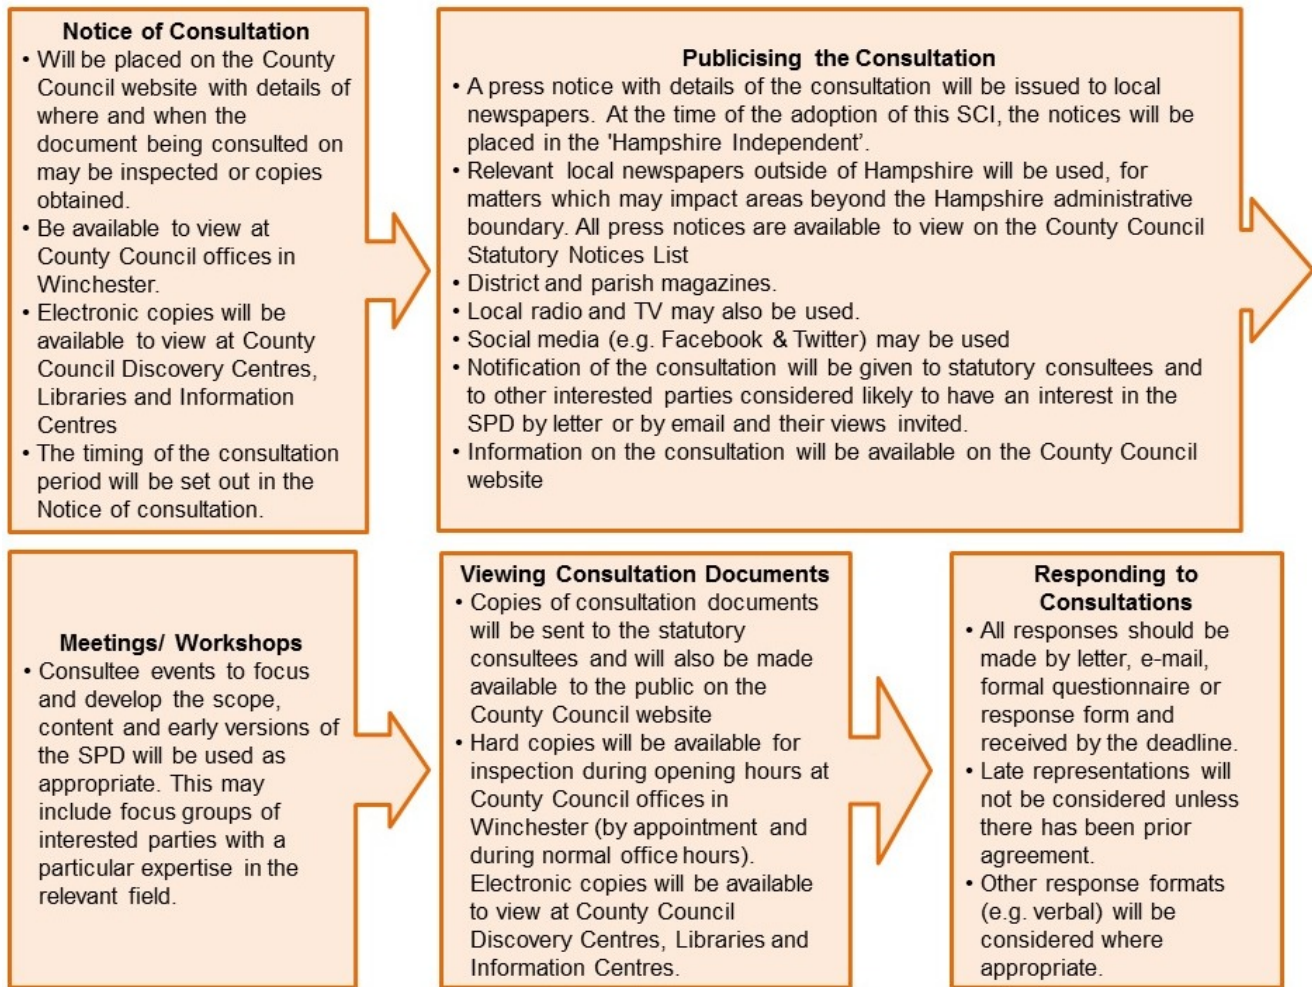 Notice of Consultation
• Will be placed on the County
Council website with details of
where and when the
document being consulted on
may be inspected or copies
obtained.
• Be available to view at
County Council offices in
Winchester.
• Electronic copies will be
available to view at County
Council Discovery Centres,
Libraries and Information
Centres
• The timing of the consultation
period will be set out in the
Notice of consultation.
Publicising the Consultation
• A press notice with details of the consultation will be issued to local
newspapers. At the time of the adoption of this SCI, the notices will be
placed in the 'Hampshire Independent’.
• Relevant local newspapers outside of Hampshire will be used, for
matters which may impact areas beyond the Hampshire administrative
boundary. All press notices are available to view on the County Council
Statutory Notices List
• District and parish magazines.
• Local radio and TV may also be used.
• Social media (e.g. Facebook & Twitter) may be used
• Notification of the consultation will be given to statutory consultees and
to other interested parties considered likely to have an interest in the
SPD by letter or by email and their views invited.
• Information on the consultation will be available on the County Council
website
Meetings/ Workshops
• Consultee events to focus
and develop the scope,
content and early versions of
the SPD will be used as
appropriate. This may
include focus groups of
interested parties with a
particular expertise in the
relevant field.
Viewing Consultation Documents
• Copies of consultation documents
will be sent to the statutory
consultees and will also be made
available to the public on the
County Council website
• Hard copies will be available for
inspection during opening hours at
County Council offices in
Winchester (by appointment and
during normal office hours).
Electronic copies will be available
to view at County Council
Discovery Centres, Libraries and
Information Centres.
Responding to
Consultations
• All responses should be
made by letter, e-mail,
formal questionnaire or
response form and
received by the deadline.
• Late representations will
not be considered unless
there has been prior
agreement.
• Other response formats
(e.g. verbal) will be
considered where
appropriate.